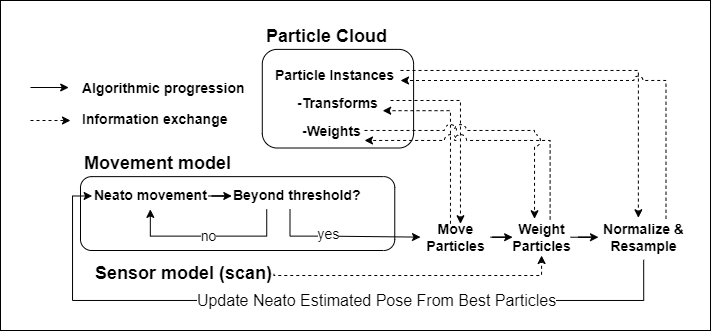 Particle Cloud
Particle Instances
-Transforms
-Weights
Algorithmic progression
Information exchange
Movement model
Neato movement
Beyond threshold?
no
yes
Move
Particles
Weight
Particles
Normalize &
Resample
Sensor model (scan)
Update Neato Estimated Pose From Best Particles